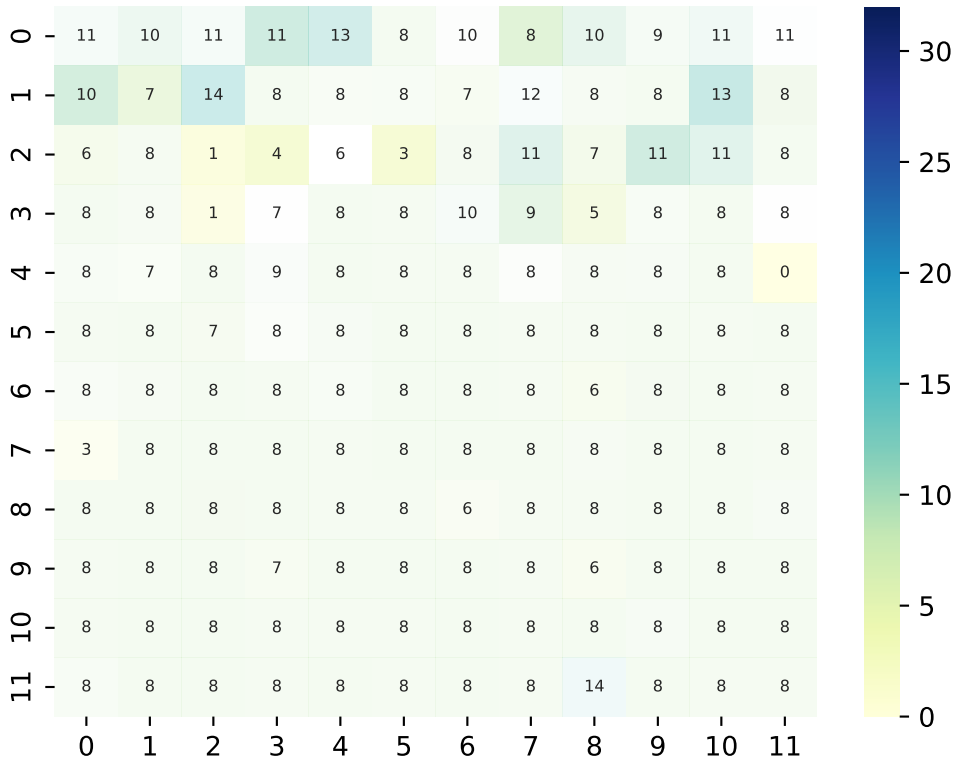 0 11 10 11 11 13 8 10 8 10 9 11 11
1 10 7 14 8 8 8 7 12 8 8 13 8
2 6 8 1 4 6 3 8 11 7 11 11 8
3 8 8 1 7 8 8 10 9 5 8 8 8
4 8 7 8 9 8 8 8 8 8 8 8 0
5 8 8 7 8 8 8 8 8 8 8 8 8
6 8 8 8 8 8 8 8 8 6 8 8 8
7 3 8 8 8 8 8 8 8 8 8 8 8
8 8 8 8 8 8 8 6 8 8 8 8 8
9 8 8 8 7 8 8 8 8 6 8 8 8
10 8 8 8 8 8 8 8 8 8 8 8 8
11 8 8 8 8 8 8 8 8 14 8 8 8
0 1 2 3 4 5 6 7 8 9 10 11
30
25
20
15
10
5
0